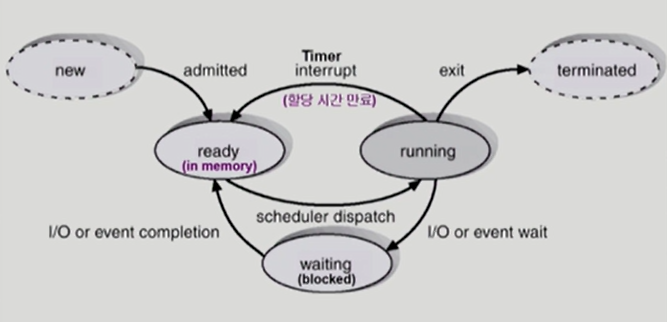 new
admitted
Timer
interrupt
(할당 시간 만료)
exit
terminated
ready
(in memory)
running
scheduler dispatch
I/O or event completion
I/O or event wait
waiting
(blocked)